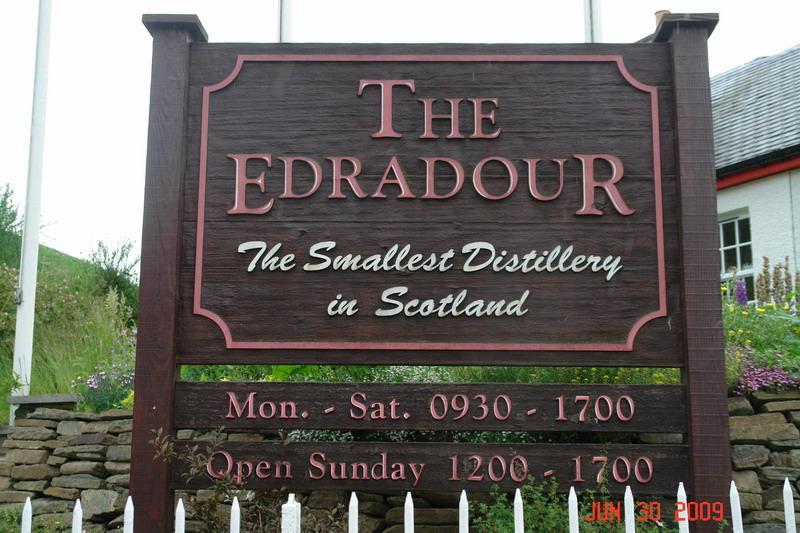 THE
EDRADOUR
The Smallest Distillery
in Scotland
Mon. - Sat. 0930 - 1700
Open Sunday 1200 - 1700
JUN 30 2009